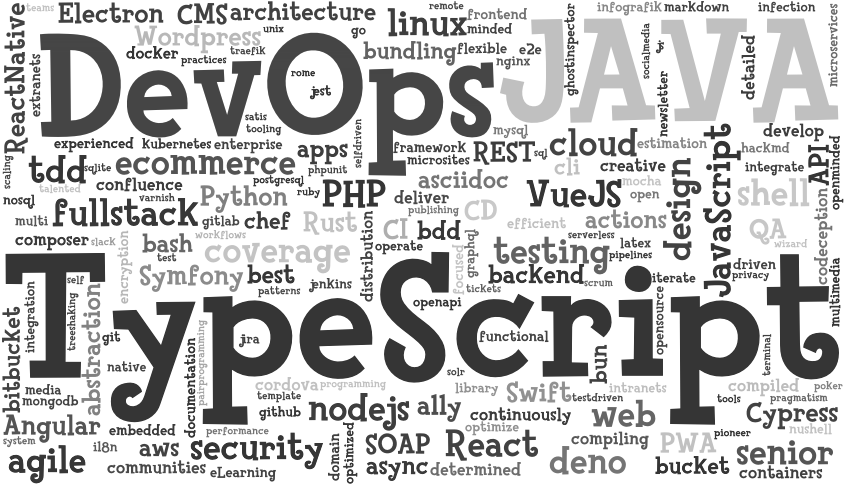 teams
Electron
CMS
architecture
remote
linux
frontend
minded
infografik
markdown
infection
ReactNative
extranets
Wordpress
unix
docker
practices
traefik
go
bundling
flexible
e2e
nginx
ghostinspector
socialmedia
newsletter
detailed
microservices
DevOps
JAVA
rome
jest
satis
tooling
mysql
experienced
Kubernetes
enterprise
apps
selfdriven
framework
microsites
REST
sql
cloud
estimation
hackmd
develop
scaling
tdd
sqlite
ecommerce
phpunit
postgresql
asciidoc
cli
creative
integrate
API
openminded
talented
confluence
varnish
Python
ruby
PHP
deliver
publishing
VueJS
mocha
open
design
JavaScript
shell
nosql
multi
fullstack
gitlab
chef
Rust
distribution
CI
bdd
CD
efficient
actions
QA
wizard
codeception
composer
slack
encryption
bash
test
workflows
coverage
operate
focused
graphql
testing
serverless
pipelines
latex
Symfony
best
patterns
jenkins
openapi
tickets
backend
scrum
iterate
driven
privacy
multimedia
TypeScript
self
integration
treeshaking
abstraction
bitbucket
git
native
documentation
pairprogramming
jira
functional
bun
opensource
terminal
solr
media
mongodb
cordova
programming
template
github
nodejs
ally
library
continuously
Swift
testdriven
intranets
web
compiled
tools
pragmatism
poker
Cypress
nushell
Angular
system
embedded
performance
optimize
compiling
PWA
pioneer
agile
il8n
aws
security
communities
eLearning
domain
optimized
SOAP
async
React
determined
deno
bucket
senior
containers